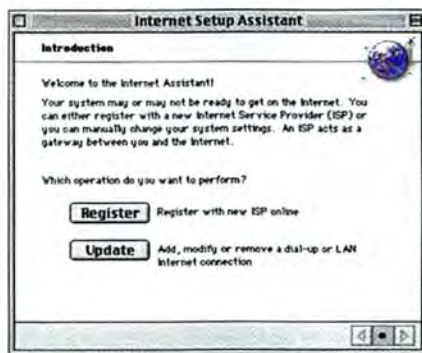 Internet Setup Assistant
Introduction
Welcome to the Internet Assistant!
Your system may or may not be ready to get on the Internet. You
can either register with a new Internet Service Provider (ISP) or
you can manually change your system settings. An ISP acts as a
gateway between you and the Internet.
Which operation do you want to perform?
Register Register with new ISP online
Update Add, modify or remove a dial-up or LAN
Internet connection